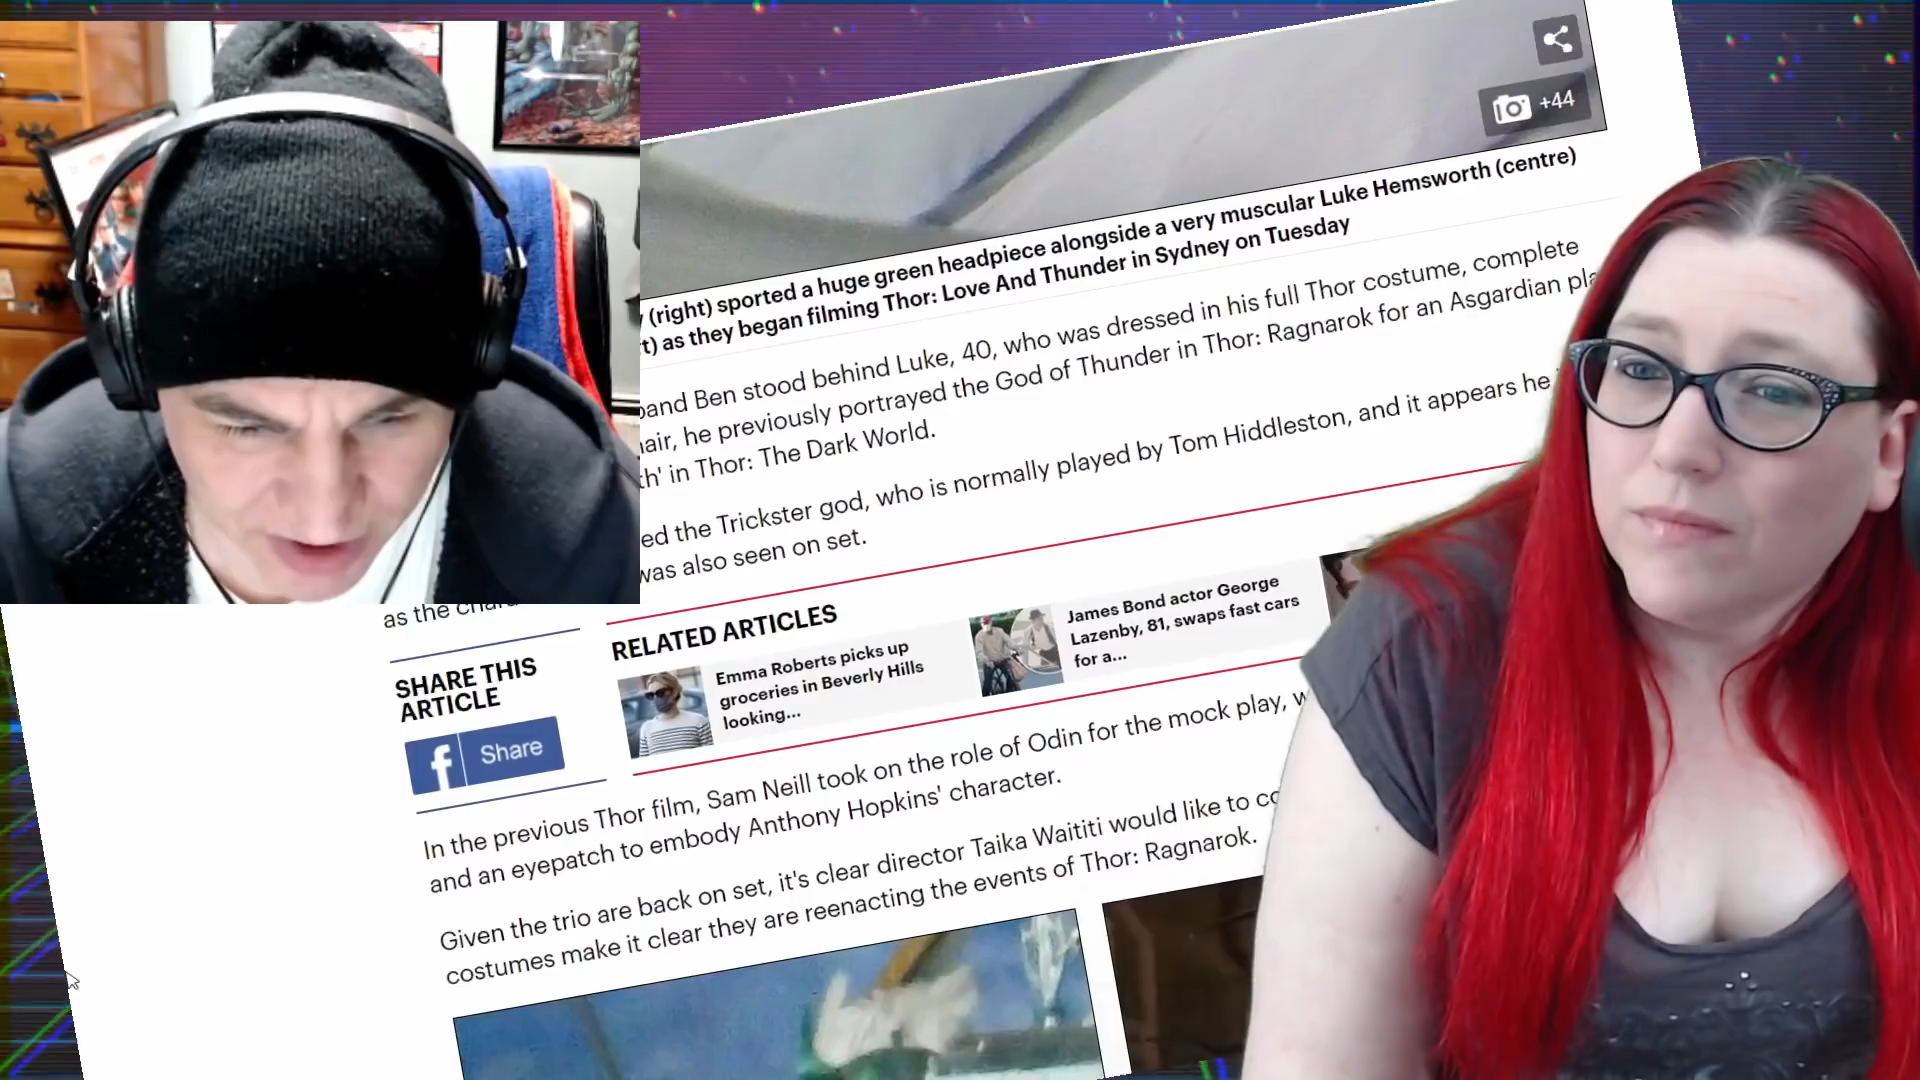 +44
(right) sported a huge green headpiece alongside a very muscular Luke Hemsworth (centre)
as they began filming Thor: Love And Thunder in Sydney on Tuesday
Ben stood behind Luke, 40, who was dressed in his full Thor costume, complete
he previously portrayed the God of Thunder in Thor: Ragnarok for an Asgardian
in Thor: The Dark World.
the Trickster god, who is normally played by Tom Hiddleston, and it appears he
was also seen on set.
as the
SHARE THIS
ARTICLE
Share
RELATED ARTICLES
Emma Roberts picks up
groceries in Beverly Hills
looking...
James Bond actor George
Lazenby, 81, swaps fast cars
for a...
In the previous Thor film, Sam Neill took on the role of Odin for the mock play,
and an eyepatch to embody Anthony Hopkins' character.
Given the trio are back on set, it's clear director Taika Waititi would like to
costumes make it clear they are reenacting the events of Thor: Ragnarok.